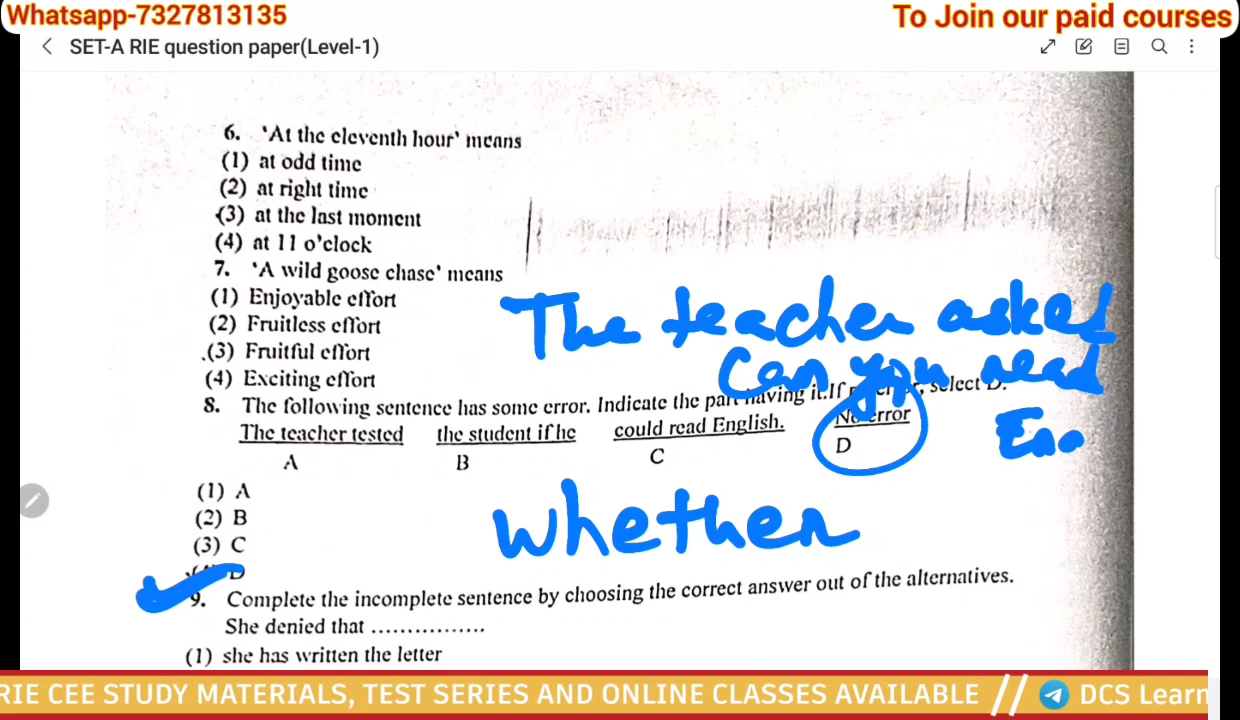 Whatsapp-7327813135
To Join our paid courses
SET-A RIE question paper(Level-1)
6. 'At the eleventh hour' means
(1) at odd time
(2) at right time
(3) at the last moment
(4) at 11 o'clock
7. 'A wild goose chase' means
(1) Enjoyable effort
(2) Fruitless effort
(3) Fruitful effort
(4) Exciting effort
The teacher asked
can you read
En
8. The following sentence has some error. Indicate the part having it.If select D.
The teacher tested the student if he could read English. No error
A B C D
(1) A
(2) B
(3) C
D
whether
9. Complete the incomplete sentence by choosing the correct answer out of the alternatives.
She denied that ................
(1) she has written the letter
RIE CEE STUDY MATERIALS, TEST SERIES AND ONLINE CLASSES AVAILABLE // DCS Learn